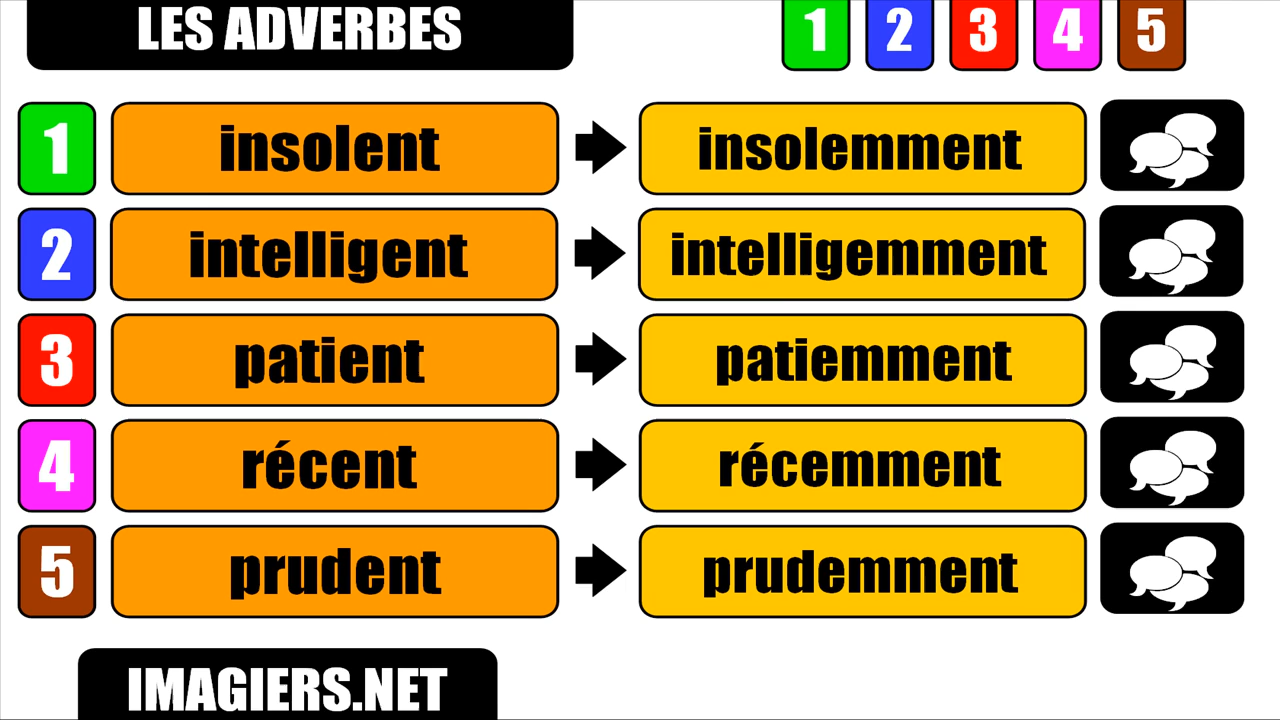 LES ADVERBES
1 2 3 4 5
1 insolent insolemment
2 intelligent intelligemment
3 patient patiemment
4 récent récemment
5 prudent prudemment
IMAGIERS.NET